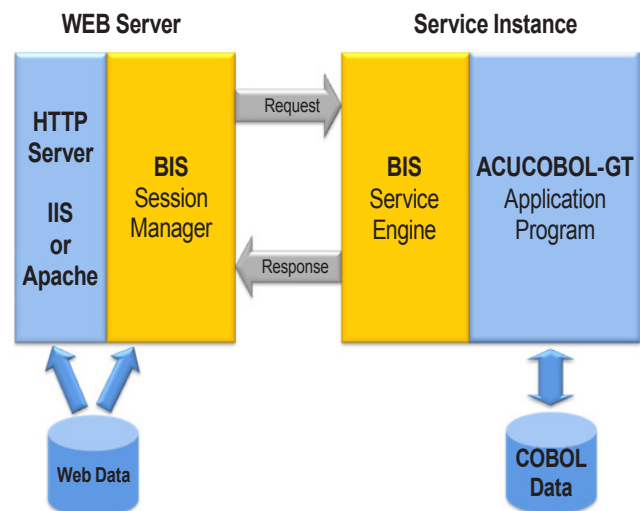 WEB Server
Service Instance
HTTP
Server
IIS
or
Apache
BIS
Session
Manager
Request
Response
BIS
Service
Engine
ACUCOBOL-GT
Application
Program
Web Data
COBOL
Data